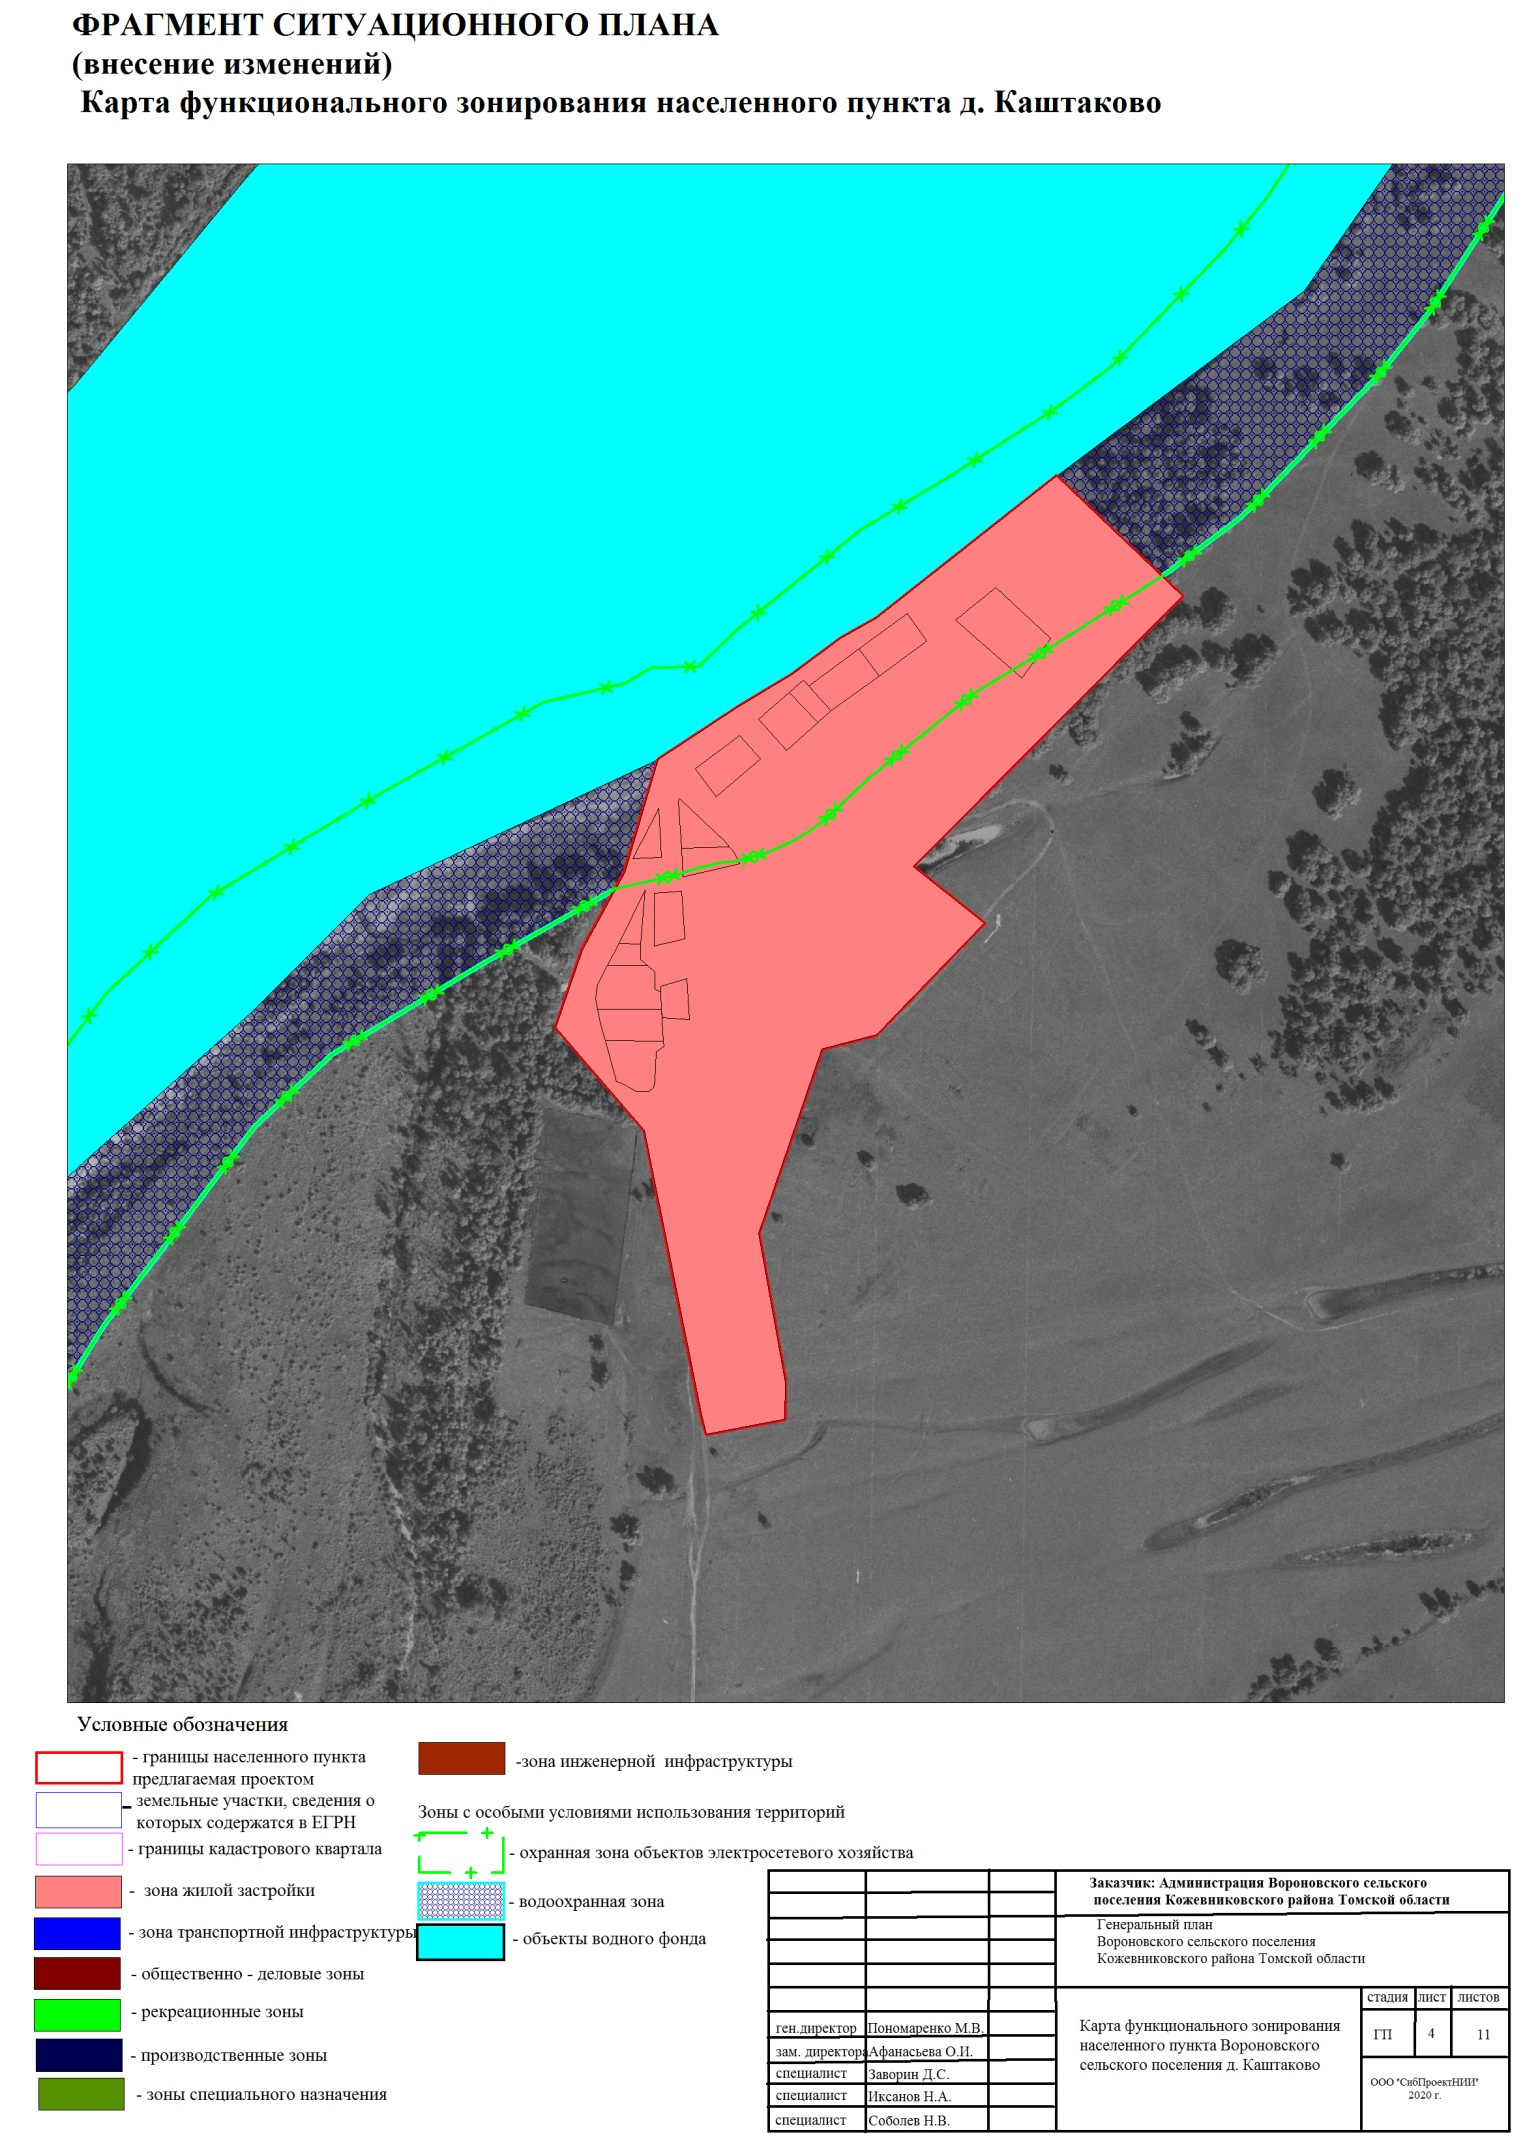 ФРАГМЕНТ СИТУАЦИОННОГО ПЛАНА
(внесение изменений)
Карта функционального зонирования населенного пункта д. Каштаково
Условные обозначения
- границы населенного пункта
предлагаемая проектом
- земельные участки, сведения о
которых содержатся в ЕГРН
- границы кадастрового квартала
- зона жилой застройки
- зона транспортной инфраструктуры
- общественно - деловые зоны
- рекреационные зоны
- производственные зоны
- зоны специального назначения
-зона инженерной инфраструктуры
Зоны с особыми условиями использования территорий
- охранная зона объектов электросетевого хозяйства
- водоохранная зона
- объекты водного фонда
Заказчик: Администрация Вороновского сельского
поселения Кожевниковского района Томской области
Генеральный план
Вороновского сельского поселения
Кожевниковского района Томской области
стадия лист листов
ГП 4 11
Карта функционального зонирования
населенного пункта Вороновского
сельского поселения д. Каштаково
ген.директор Пономаренко М.В.
зам. директора Афанасьева О.И.
специалист Заворин Д.С.
специалист Иксанов Н.А.
специалист Соболев Н.В.
ООО "СибПроектНИИ"
2020 г.